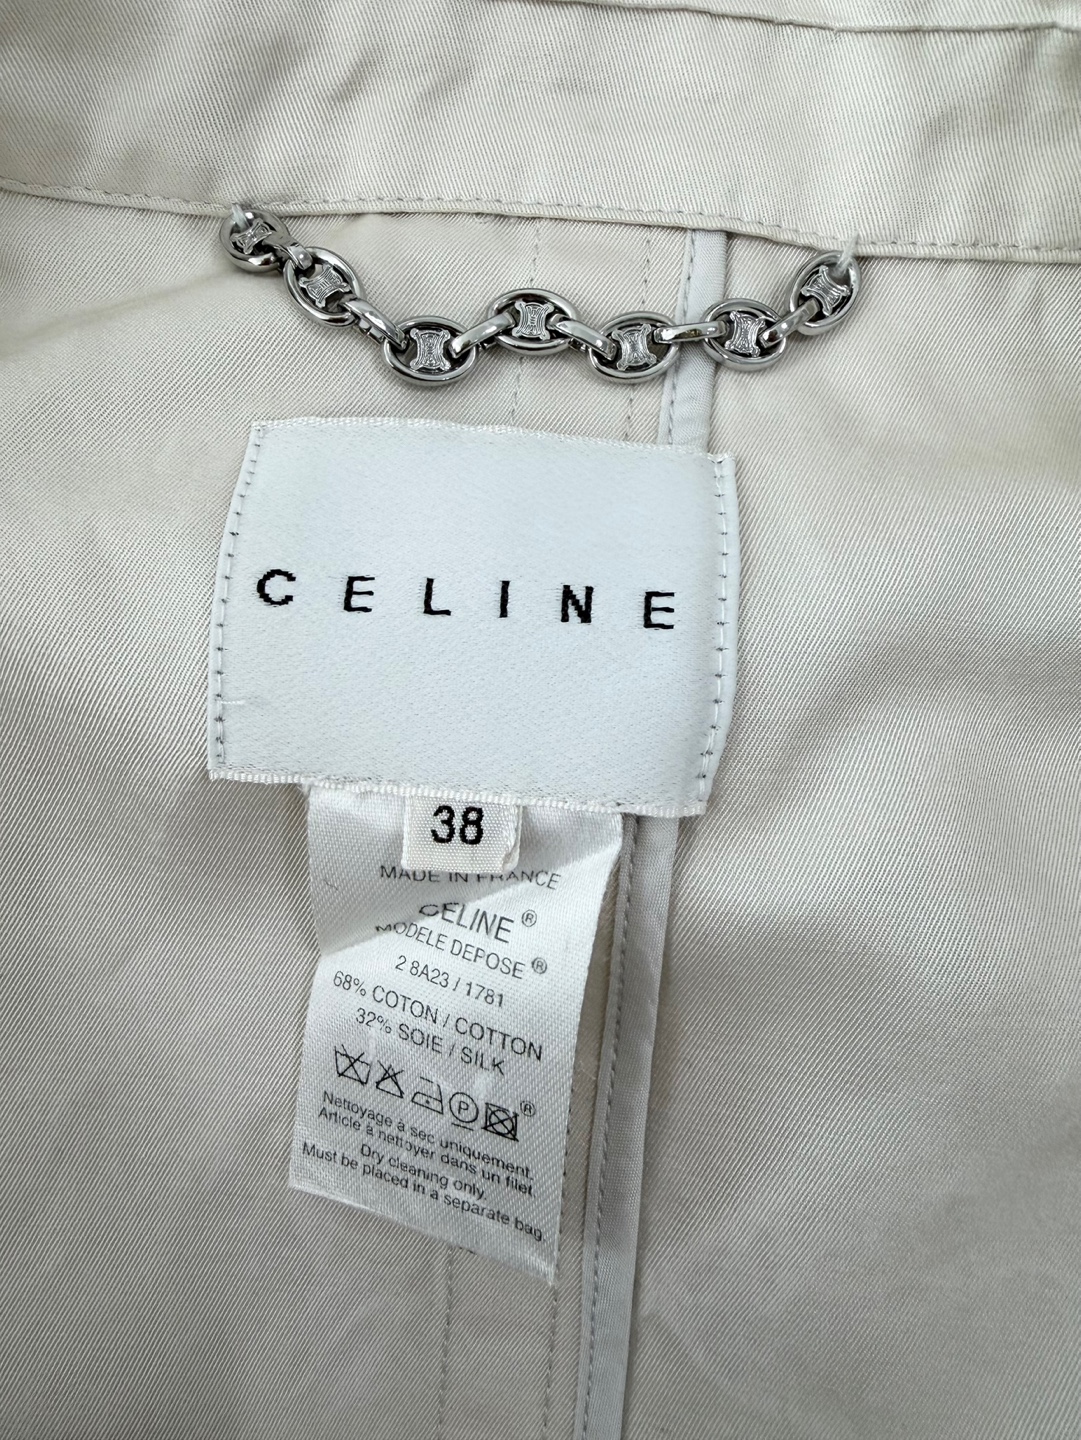 CELINE
38
MADE IN FRANCE
CELINE®
MODELE DEPOSE®
2 8A23 / 1781
68% COTON / COTTON
32% SOIE / SILK
P ®
Nettoyage à sec uniquement.
Article à nettoyer dans un filet.
Dry cleaning only.
Must be placed in a separate bag.